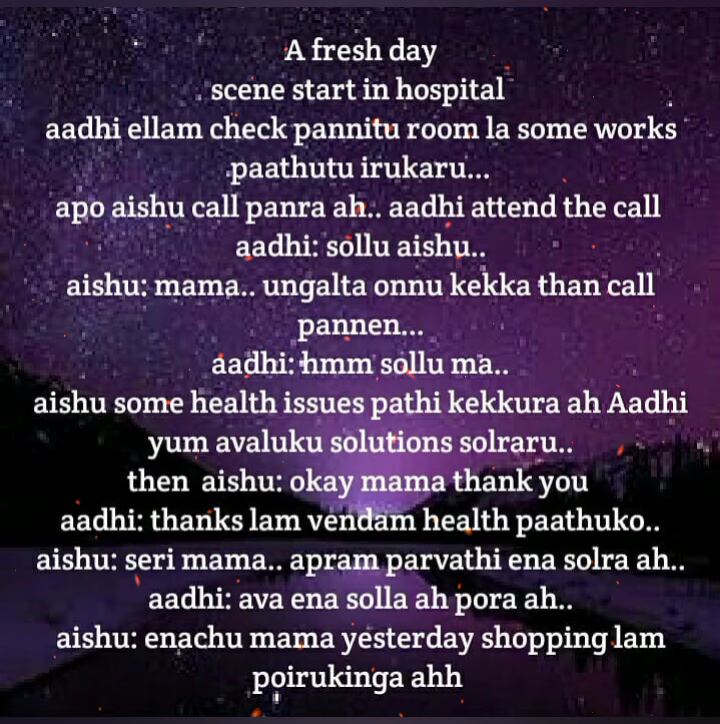 A fresh day
scene start in hospital
aadhi ellam check pannitu room la some works
paathutu irukaru...
apo aishu call panra ah.. aadhi attend the call
aadhi: sollu aishu..
aishu: mama.. ungalta onnu kekka than call
pannen...
aadhi: hmm sollu ma..
aishu some health issues pathi kekkura ah Aadhi
yum avaluku solutions solraru..
then  aishu: okay mama thank you
aadhi: thanks lam vendam health paathuko..
aishu: seri mama.. apram parvathi ena solra ah..
aadhi: ava ena solla ah pora ah..
aishu: enachu mama yesterday shopping lam
poirukinga ahh